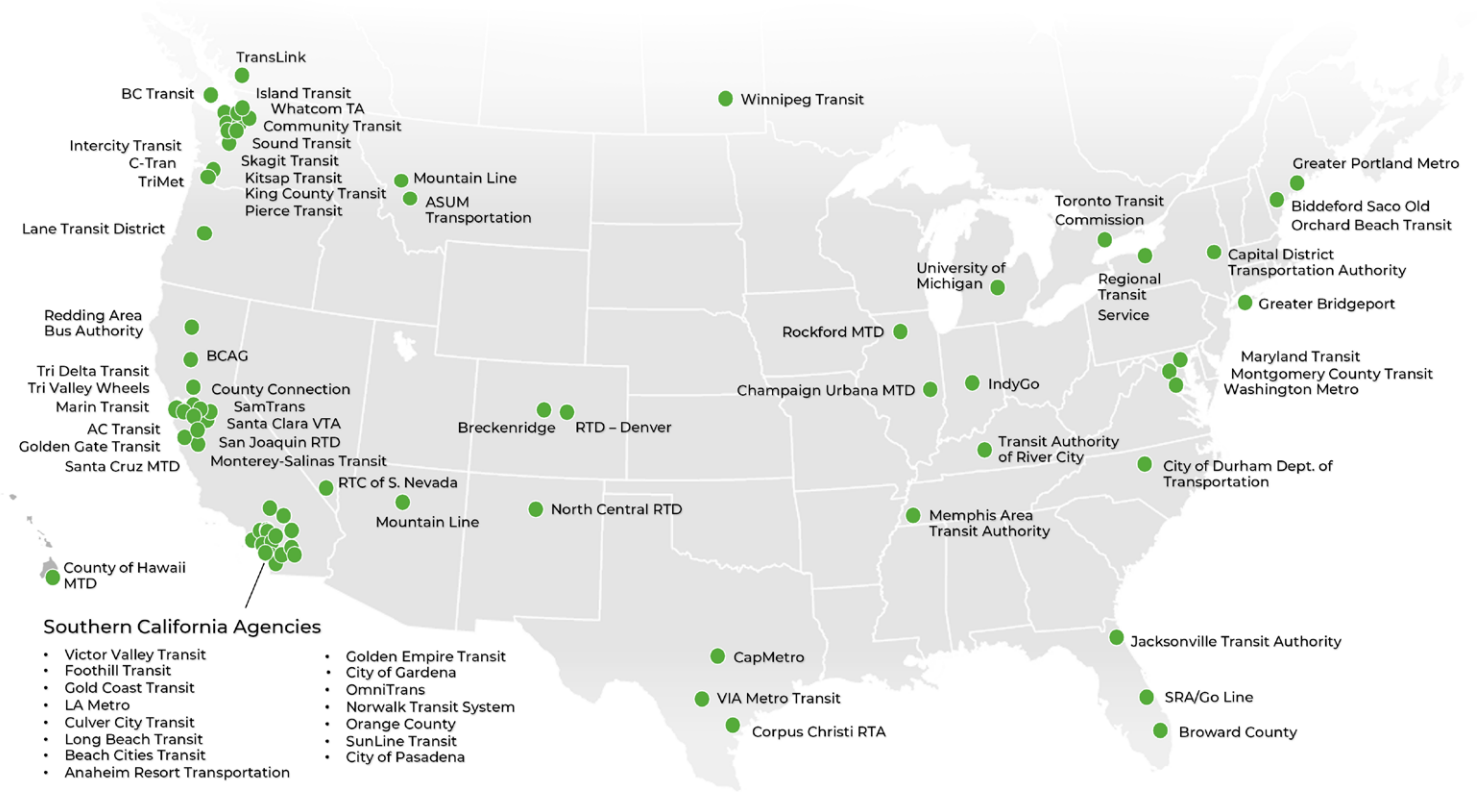 TransLink
BC Transit
Island Transit
Whatcom TA
Community Transit
Sound Transit
Skagit Transit
Kitsap Transit
King County Transit
Pierce Transit
Intercity Transit
C-Tran
TriMet
Lane Transit District
Mountain Line
ASUM
Transportation
Winnipeg Transit
Greater Portland Metro
Biddeford Saco Old
Orchard Beach Transit
Toronto Transit
Commission
Capital District
Transportation Authority
Regional
Transit
Service
University of
Michigan
Greater Bridgeport
Rockford MTD
Redding Area
Bus Authority
BCAG
Tri Delta Transit
Tri Valley Wheels
Marin Transit
AC Transit
Golden Gate Transit
Santa Cruz MTD
County Connection
SamTrans
Santa Clara VTA
San Joaquin RTD
Monterey-Salinas Transit
Maryland Transit
Montgomery County Transit
Washington Metro
Champaign Urbana MTD
IndyGo
Breckenridge
RTD – Denver
Transit Authority
of River City
City of Durham Dept. of
Transportation
RTC of S. Nevada
Mountain Line
North Central RTD
Memphis Area
Transit Authority
County of Hawaii
MTD
Southern California Agencies
• Victor Valley Transit
• Foothill Transit
• Gold Coast Transit
• LA Metro
• Culver City Transit
• Long Beach Transit
• Beach Cities Transit
• Anaheim Resort Transportation
• Golden Empire Transit
• City of Gardena
• OmniTrans
• Norwalk Transit System
• Orange County
• SunLine Transit
• City of Pasadena
CapMetro
VIA Metro Transit
Corpus Christi RTA
Jacksonville Transit Authority
SRA/Go Line
Broward County